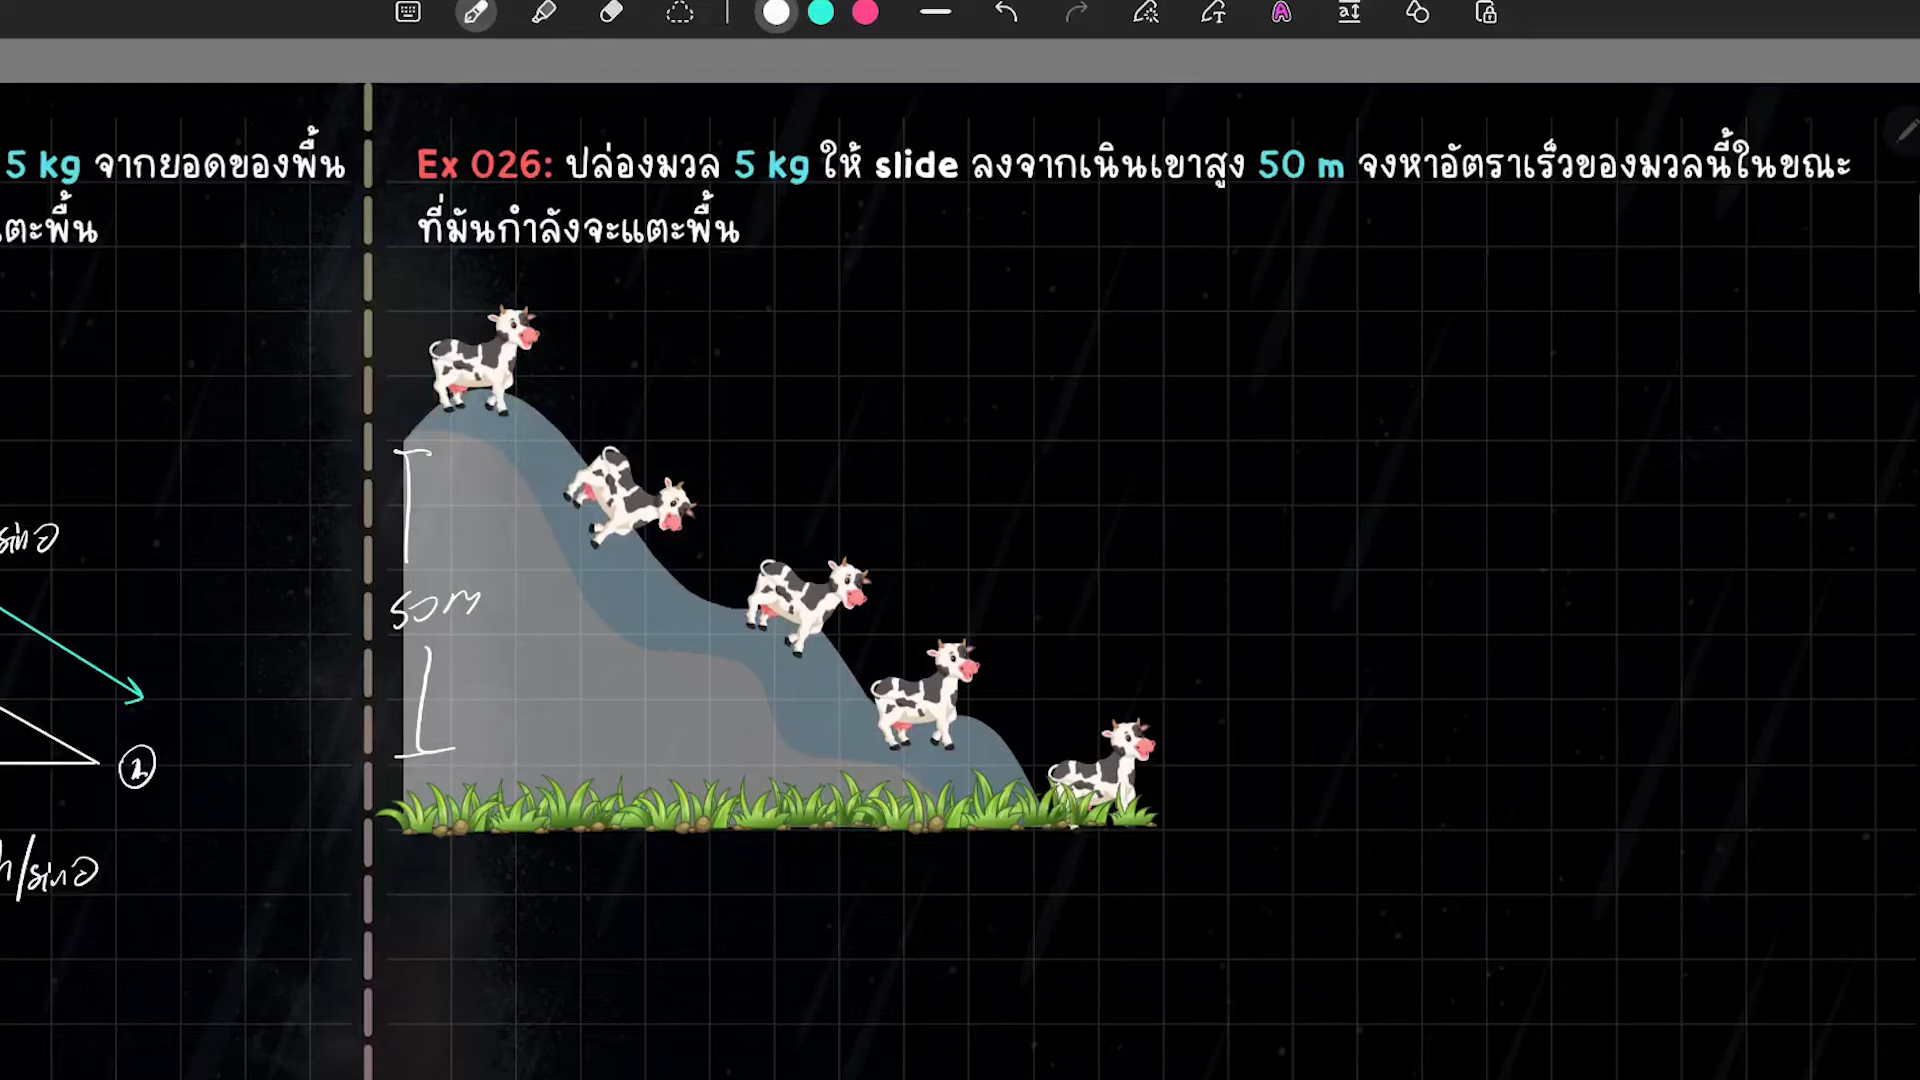 5 kg จากยอดของพื้น
แตะพื้น
Ex 026: ปล่องมวล 5 kg ให้ slide ลงจากเนินเขาสูง 50 m จงหาอัตราเร็วของมวลนี้ในขณะ
ที่มันกำลังจะแตะพื้น
sinθ
50m
2
h/sinθ